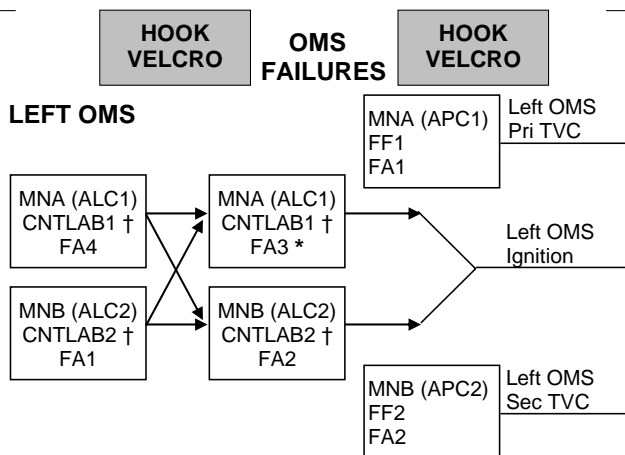 HOOK
VELCRO
OMS
FAILURES
HOOK
VELCRO
LEFT OMS
MNA (APC1)
FF1
FA1
Left OMS
Pri TVC
MNA (ALC1)
CNTLAB1 †
FA4
MNA (ALC1)
CNTLAB1 †
FA3 *
Left OMS
Ignition
MNB (ALC2)
CNTLAB2 †
FA1
MNB (ALC2)
CNTLAB2 †
FA2
MNB (APC2)
FF2
FA2
Left OMS
Sec TVC